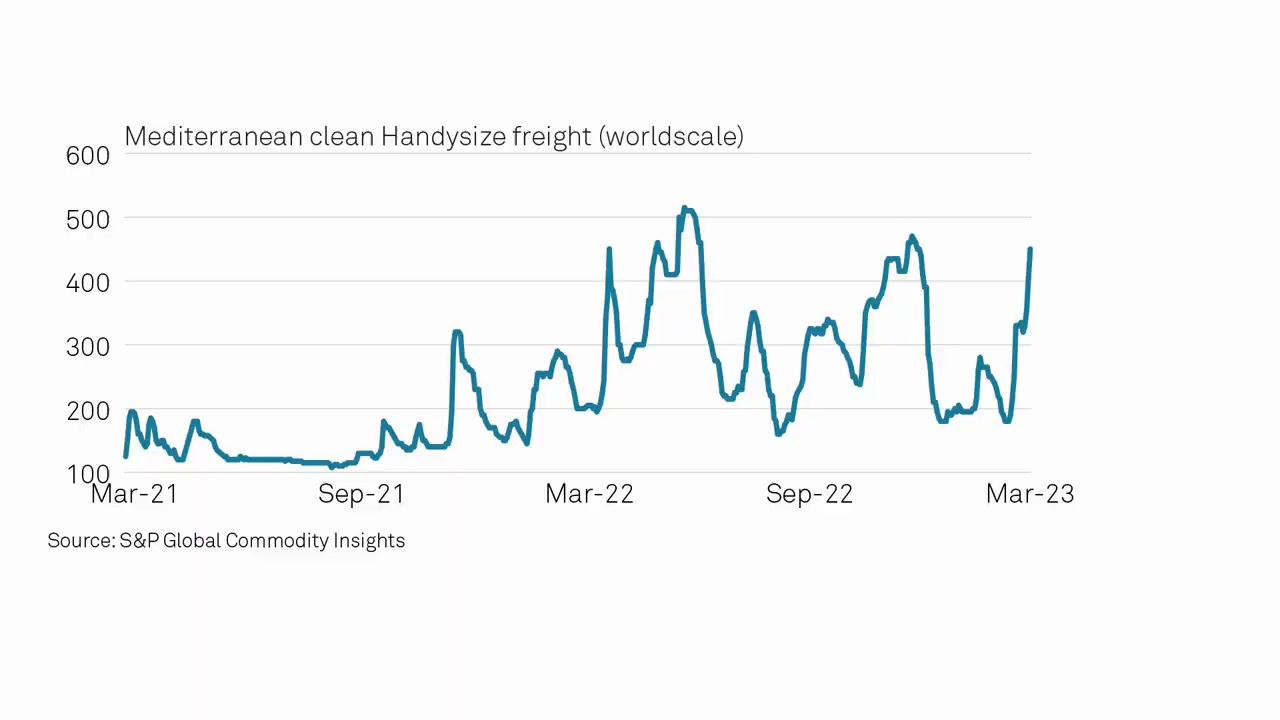 Mediterranean clean Handysize freight (worldscale)
600
500
400
300
200
100
Mar-21 Sep-21 Mar-22 Sep-22 Mar-23
Source: S&P Global Commodity Insights